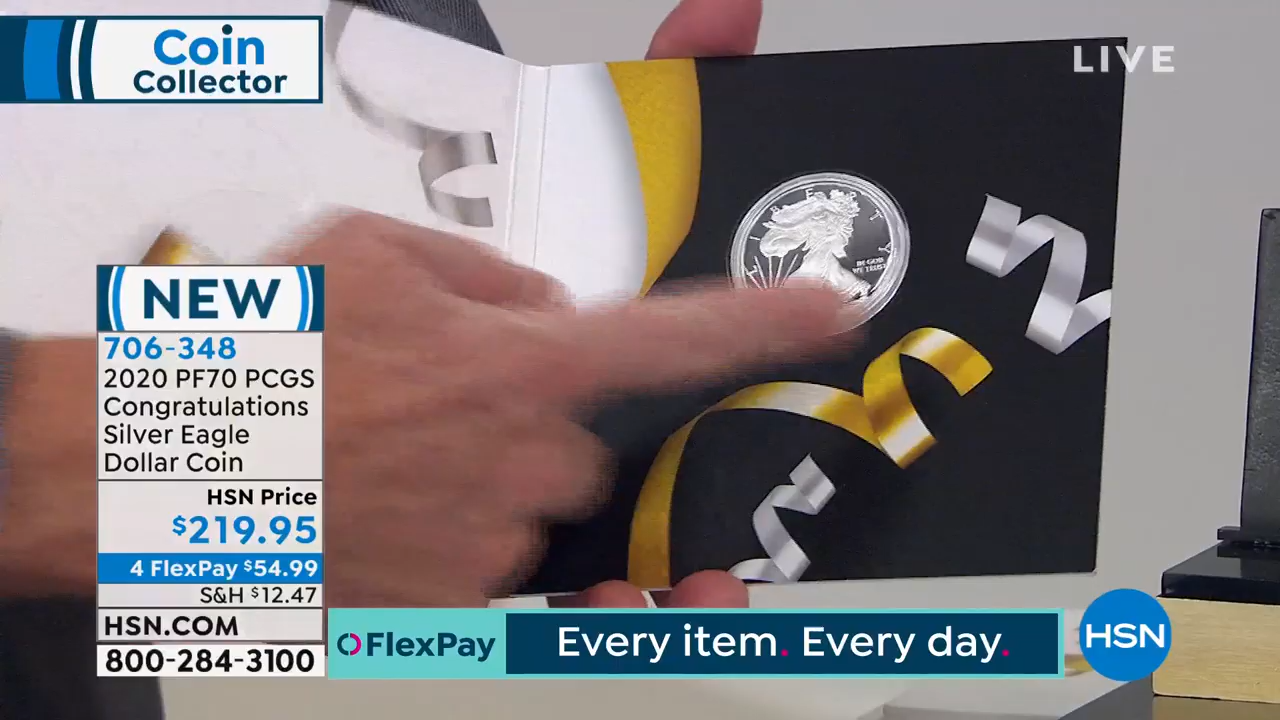 Coin
Collector
LIVE
LIBERTY
IN GOD
WE TRUST
NEW
706-348
2020 PF70 PCGS
Congratulations
Silver Eagle
Dollar Coin
HSN Price
$219.95
4 FlexPay $54.99
S&H $12.47
HSN.COM
800-284-3100
FlexPay
Every item. Every day.
HSN